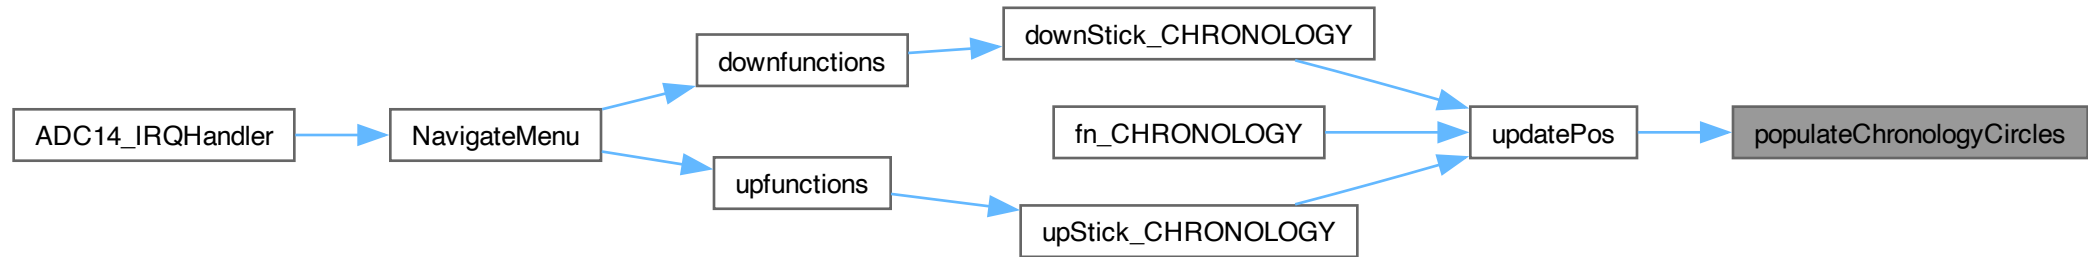 ADC14_IRQHandler
NavigateMenu
downfunctions
upfunctions
downStick_CHRONOLOGY
fn_CHRONOLOGY
upStick_CHRONOLOGY
updatePos
populateChronologyCircles